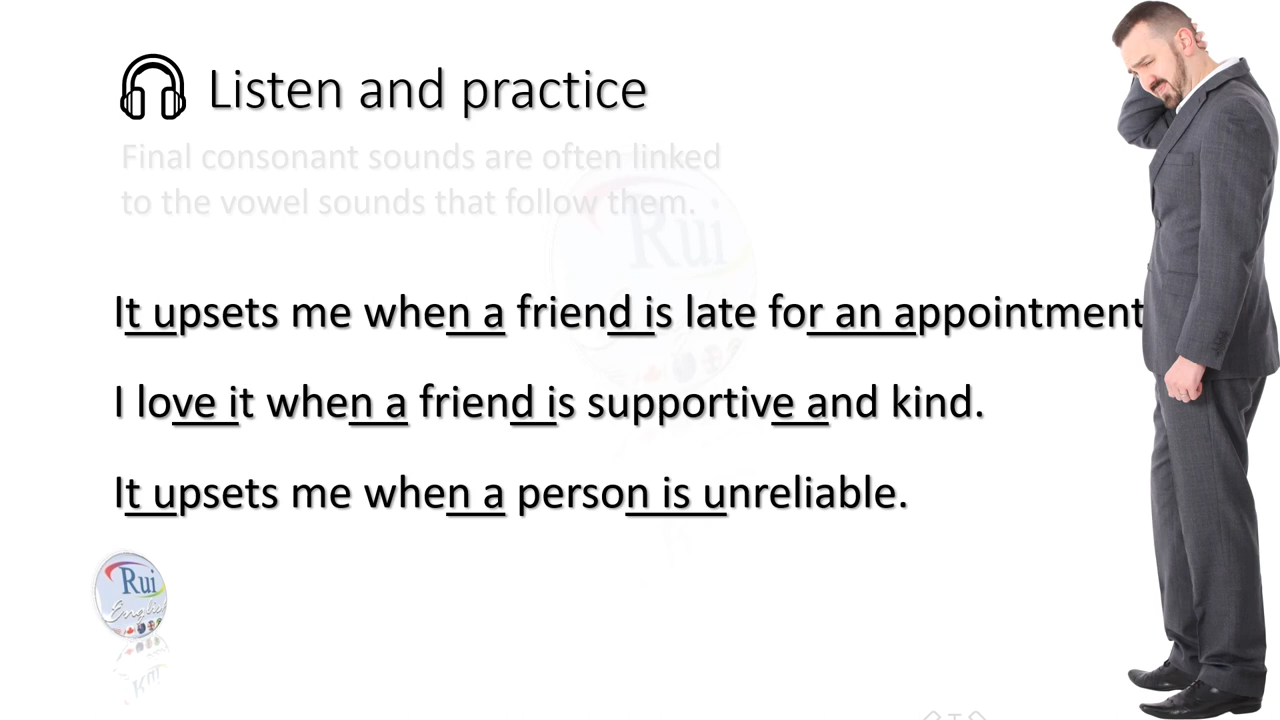 Listen and practice
Final consonant sounds are often linked
to the vowel sounds that follow them.
Rui
It upsets me when a friend is late for an appointment
I love it when a friend is supportive and kind.
It upsets me when a person is unreliable.
Rui
English